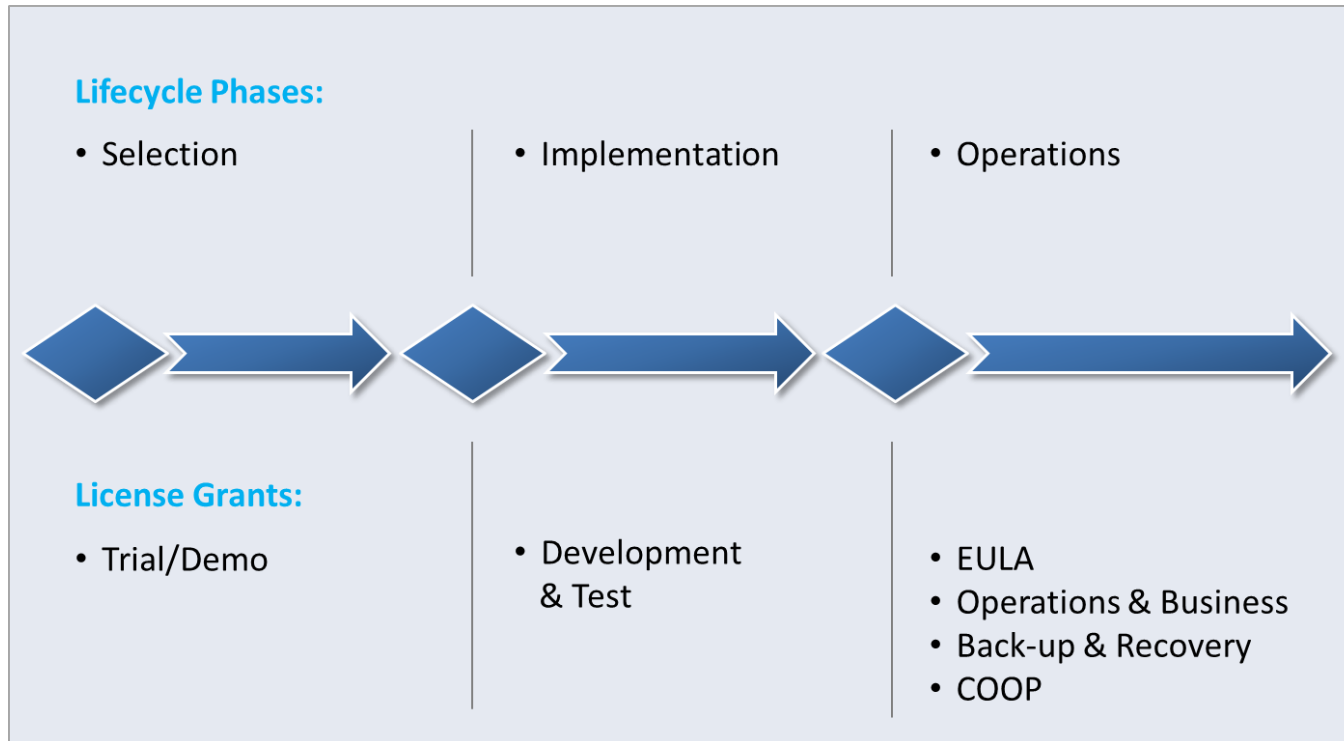 Lifecycle Phases:
• Selection
• Implementation
• Operations
License Grants:
• Trial/Demo
• Development
& Test
• EULA
• Operations & Business
• Back-up & Recovery
• COOP